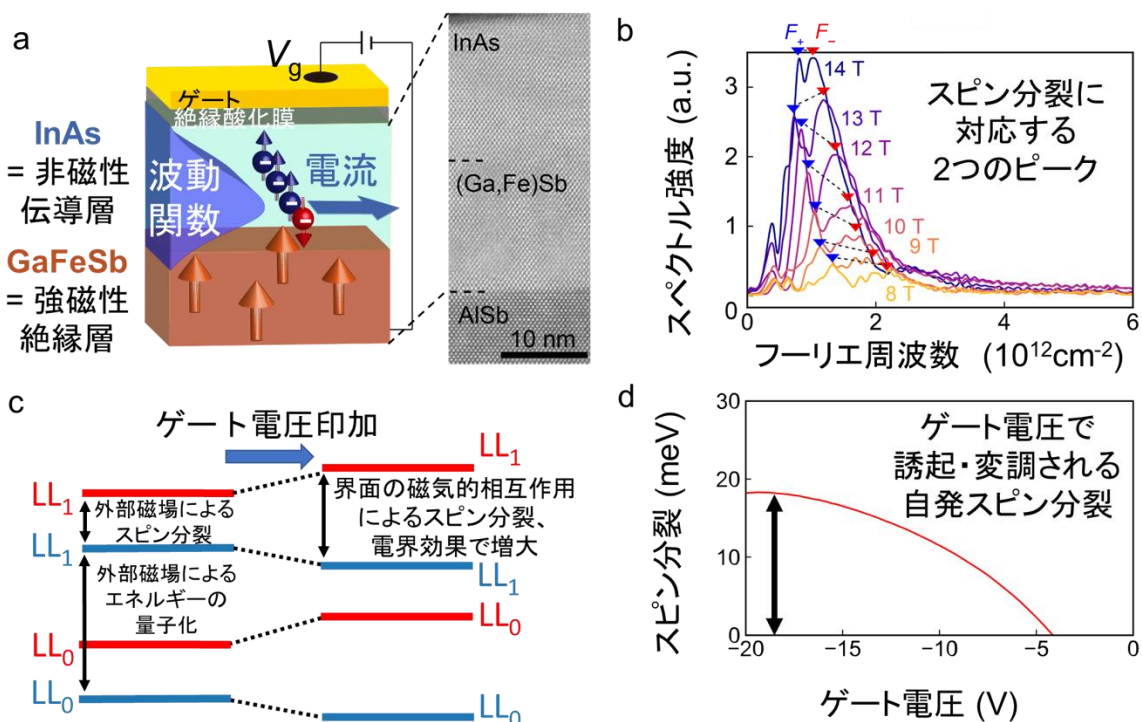 a
Vg
ゲート
絶縁酸化膜
InAs
= 非磁性
伝導層
波動
関数
電流
GaFeSb
= 強磁性
絶縁層
InAs
(Ga,Fe)Sb
AlSb
10 nm
b
F+ F−
スペクトル強度 (a.u.)
3
2
1
0
14 T
13 T
12 T
11 T
10 T
9 T
8 T
スピン分裂に
対応する
2つのピーク
0 2 4 6
フーリエ周波数 (10¹²cm⁻²)
c
ゲート電圧印加
LL₁
外部磁場による
スピン分裂
LL₁
外部磁場による
エネルギーの
量子化
LL₀
LL₀
LL₁
界面の磁気的相互作用
によるスピン分裂、
電界効果で増大
LL₁
LL₀
LL₀
d
スピン分裂 (meV)
30
20
10
0
ゲート電圧で
誘起・変調される
自発スピン分裂
−20 −15 −10 −5 0
ゲート電圧 (V)